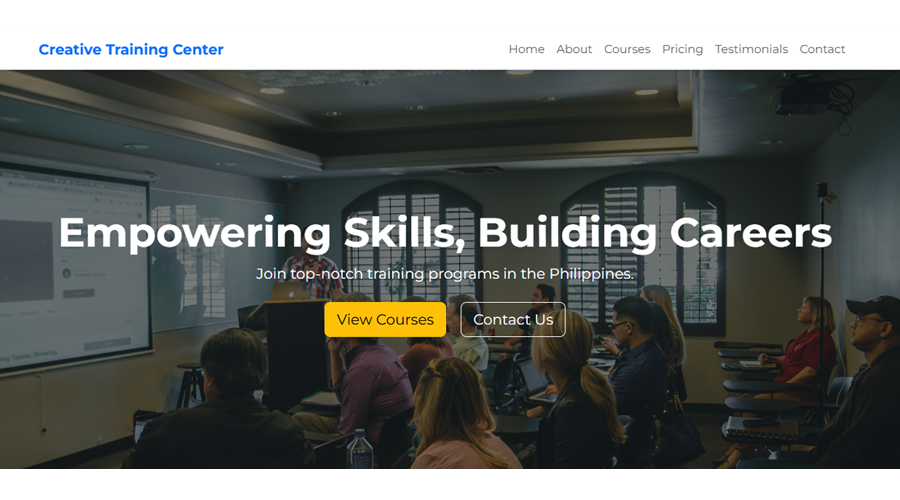 Creative Training Center
Home About Courses Pricing Testimonials Contact
Empowering Skills, Building Careers
Join top-notch training programs in the Philippines.
View Courses Contact Us